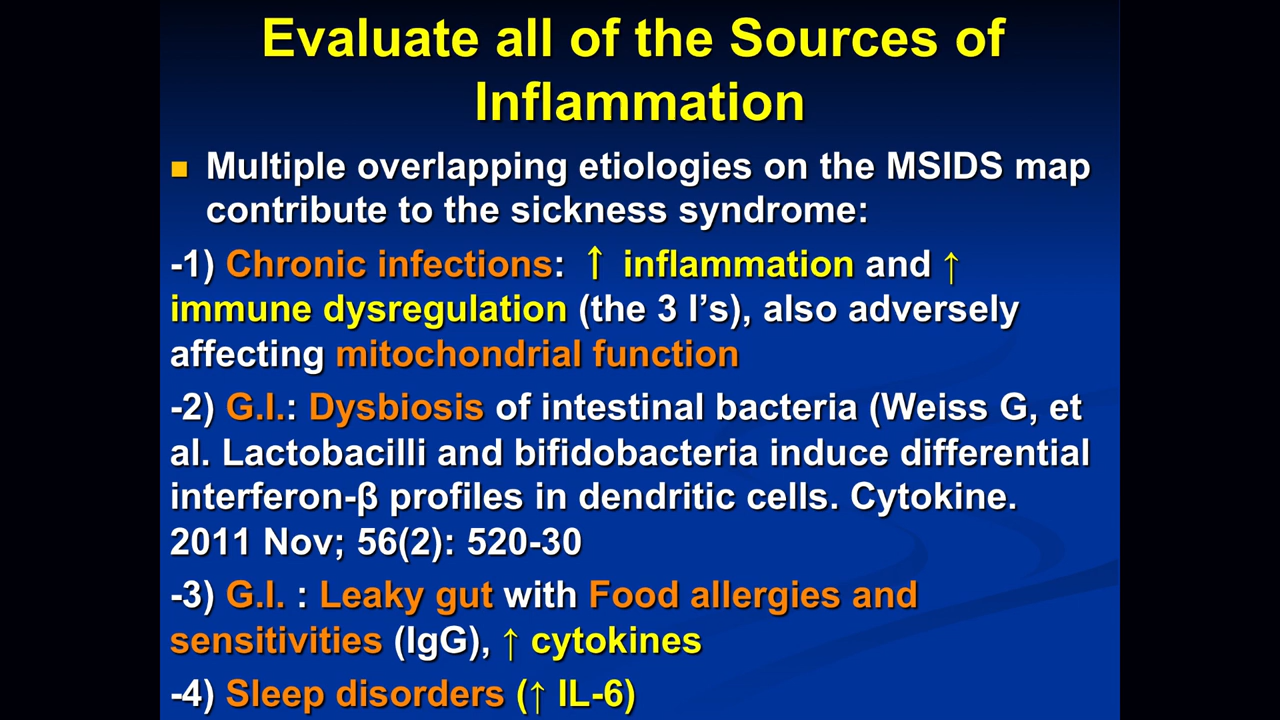 Evaluate all of the Sources of
Inflammation
Multiple overlapping etiologies on the MSIDS map
contribute to the sickness syndrome:
-1) Chronic infections: ↑ inflammation and ↑
immune dysregulation (the 3 I’s), also adversely
affecting mitochondrial function
-2) G.I.: Dysbiosis of intestinal bacteria (Weiss G, et
al. Lactobacilli and bifidobacteria induce differential
interferon-β profiles in dendritic cells. Cytokine.
2011 Nov; 56(2): 520-30
-3) G.I. : Leaky gut with Food allergies and
sensitivities (IgG), ↑ cytokines
-4) Sleep disorders (↑ IL-6)